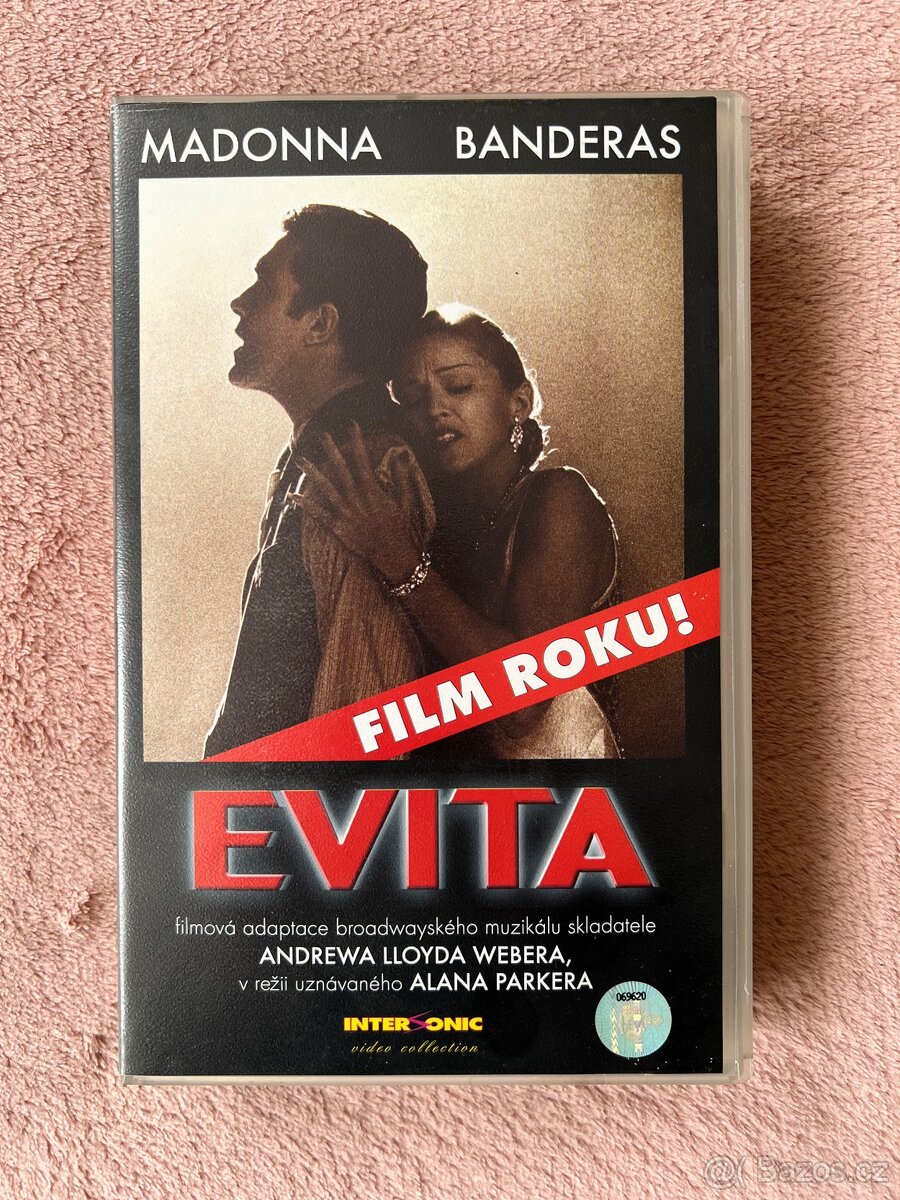 MADONNA BANDERAS
FILM ROKU!
EVITA
filmová adaptace broadwayského muzikálu skladatele
ANDREWA LLOYDA WEBERA,
v režii uznávaného ALANA PARKERA
069620
INTERSONIC
video collection
Bazos.cz